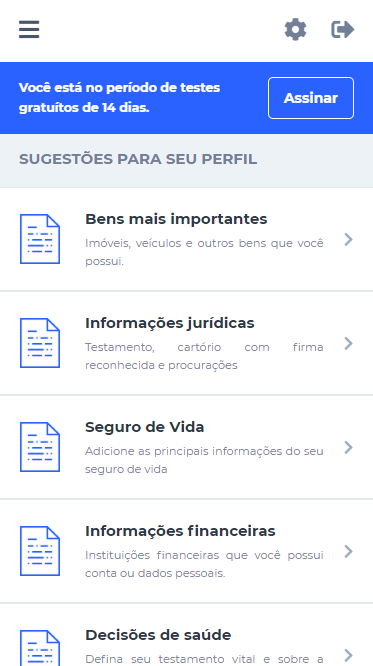 Você está no período de testes
gratuítos de 14 dias.
Assinar
SUGESTÕES PARA SEU PERFIL
Bens mais importantes
Imóveis, veículos e outros bens que você
possui.
Informações jurídicas
Testamento, cartório com firma
reconhecida e procurações
Seguro de Vida
Adicione as principais informações do seu
seguro de vida
Informações financeiras
Instituições financeiras que você possui
conta ou dados pessoais.
Decisões de saúde
Defina seu testamento vital e sobre a